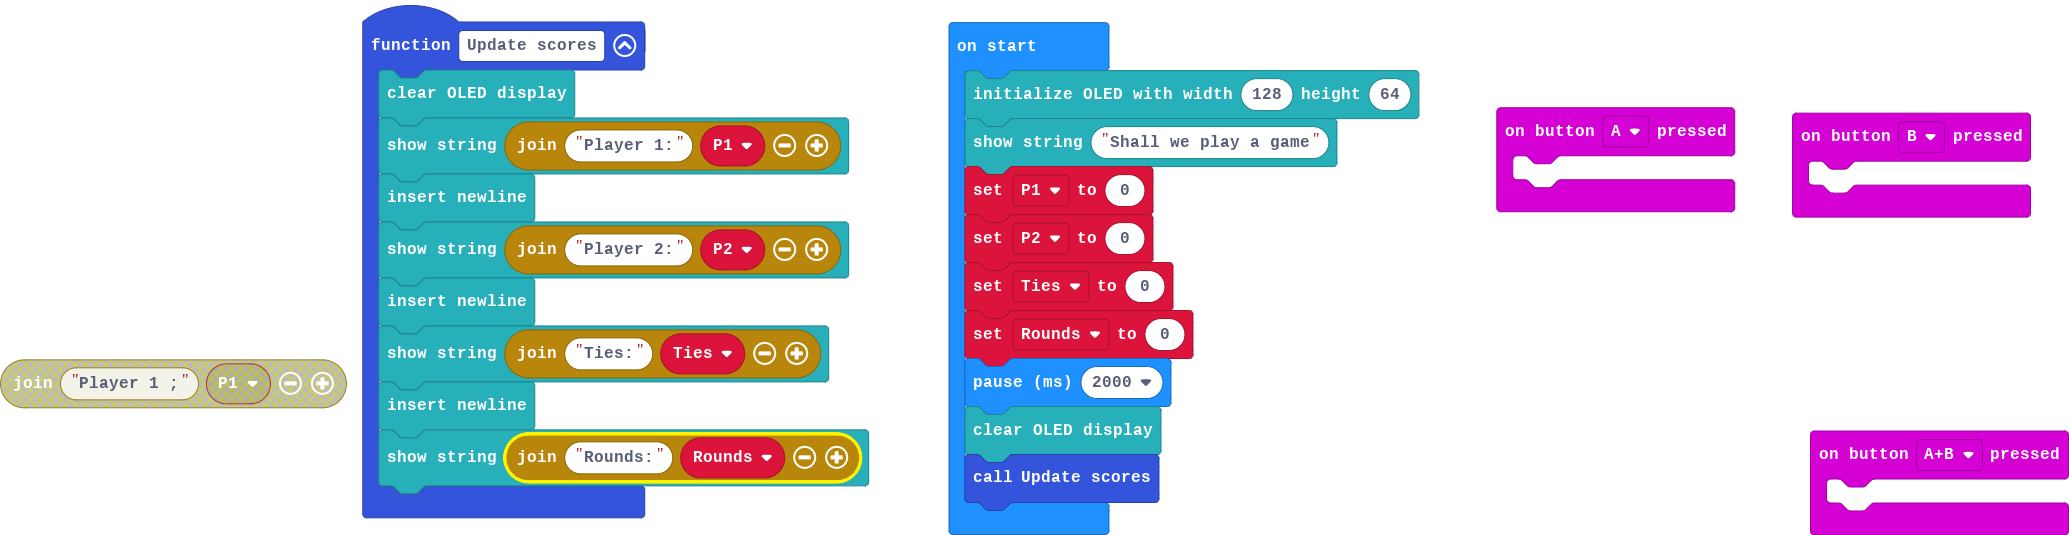 join "Player 1 ;" P1
function Update scores
clear OLED display
show string join "Player 1:" P1
insert newline
show string join "Player 2:" P2
insert newline
show string join "Ties:" Ties
insert newline
show string join "Rounds:" Rounds
on start
initialize OLED with width 128 height 64
show string "Shall we play a game"
set P1 to 0
set P2 to 0
set Ties to 0
set Rounds to 0
pause (ms) 2000
clear OLED display
call Update scores
on button A pressed
on button B pressed
on button A+B pressed